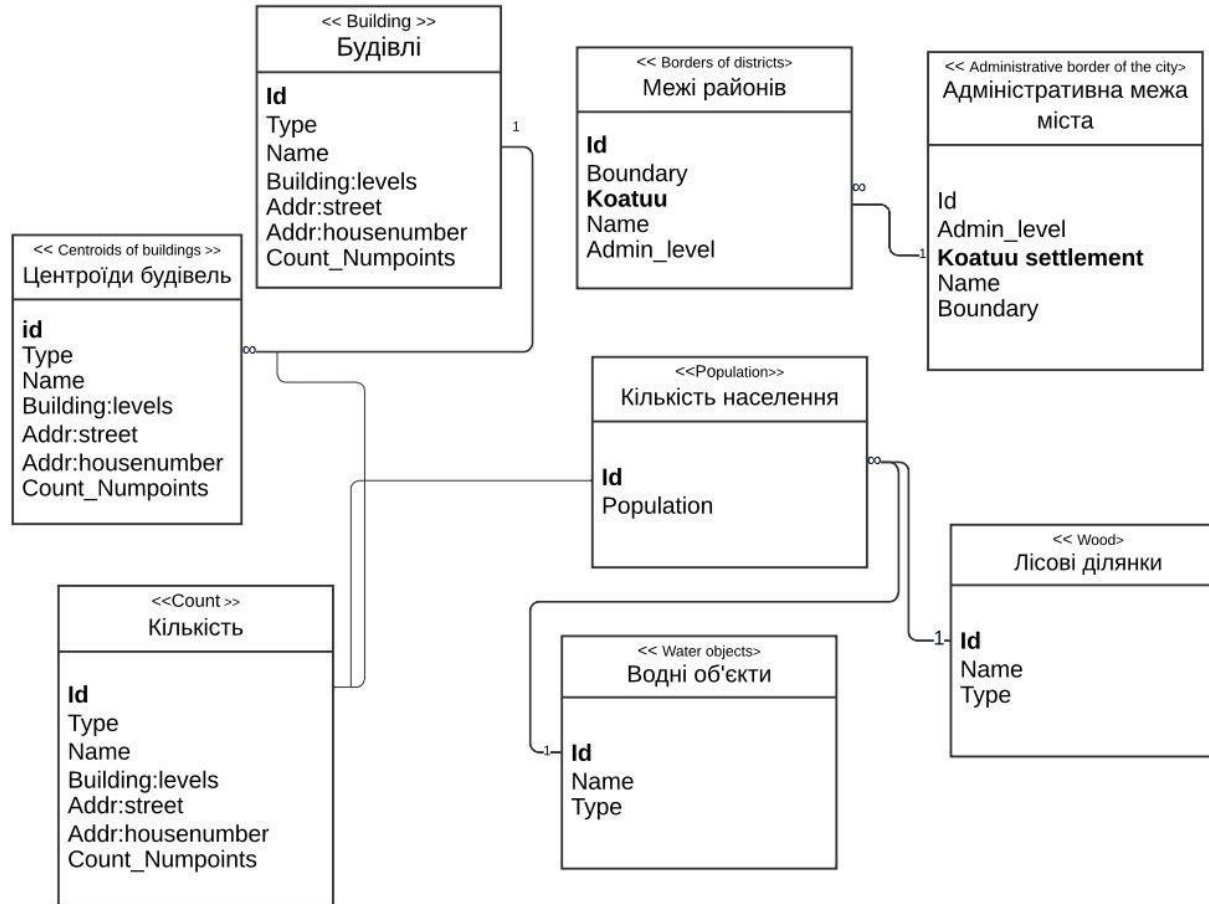 << Building >>
Будівлі
Id
Type
Name
Building:levels
Addr:street
Addr:housenumber
Count_Numpoints
1
<< Borders of districts>
Межі районів
Id
Boundary
Koatuu
Name
Admin_level
∞
<< Administrative border of the city>
Адміністративна межа
міста
Id
Admin_level
Koatuu settlement
Name
Boundary
1
<< Centroids of buildings >>
Центроїди будівель
id
Type
Name
Building:levels
Addr:street
Addr:housenumber
Count_Numpoints
∞
<<Population>>
Кількість населення
Id
Population
∞
<< Wood>
Лісові ділянки
1
Id
Name
Type
<<Count >>
Кількість
Id
Type
Name
Building:levels
Addr:street
Addr:housenumber
Count_Numpoints
<< Water objects>
Водні об'єкти
1
Id
Name
Type